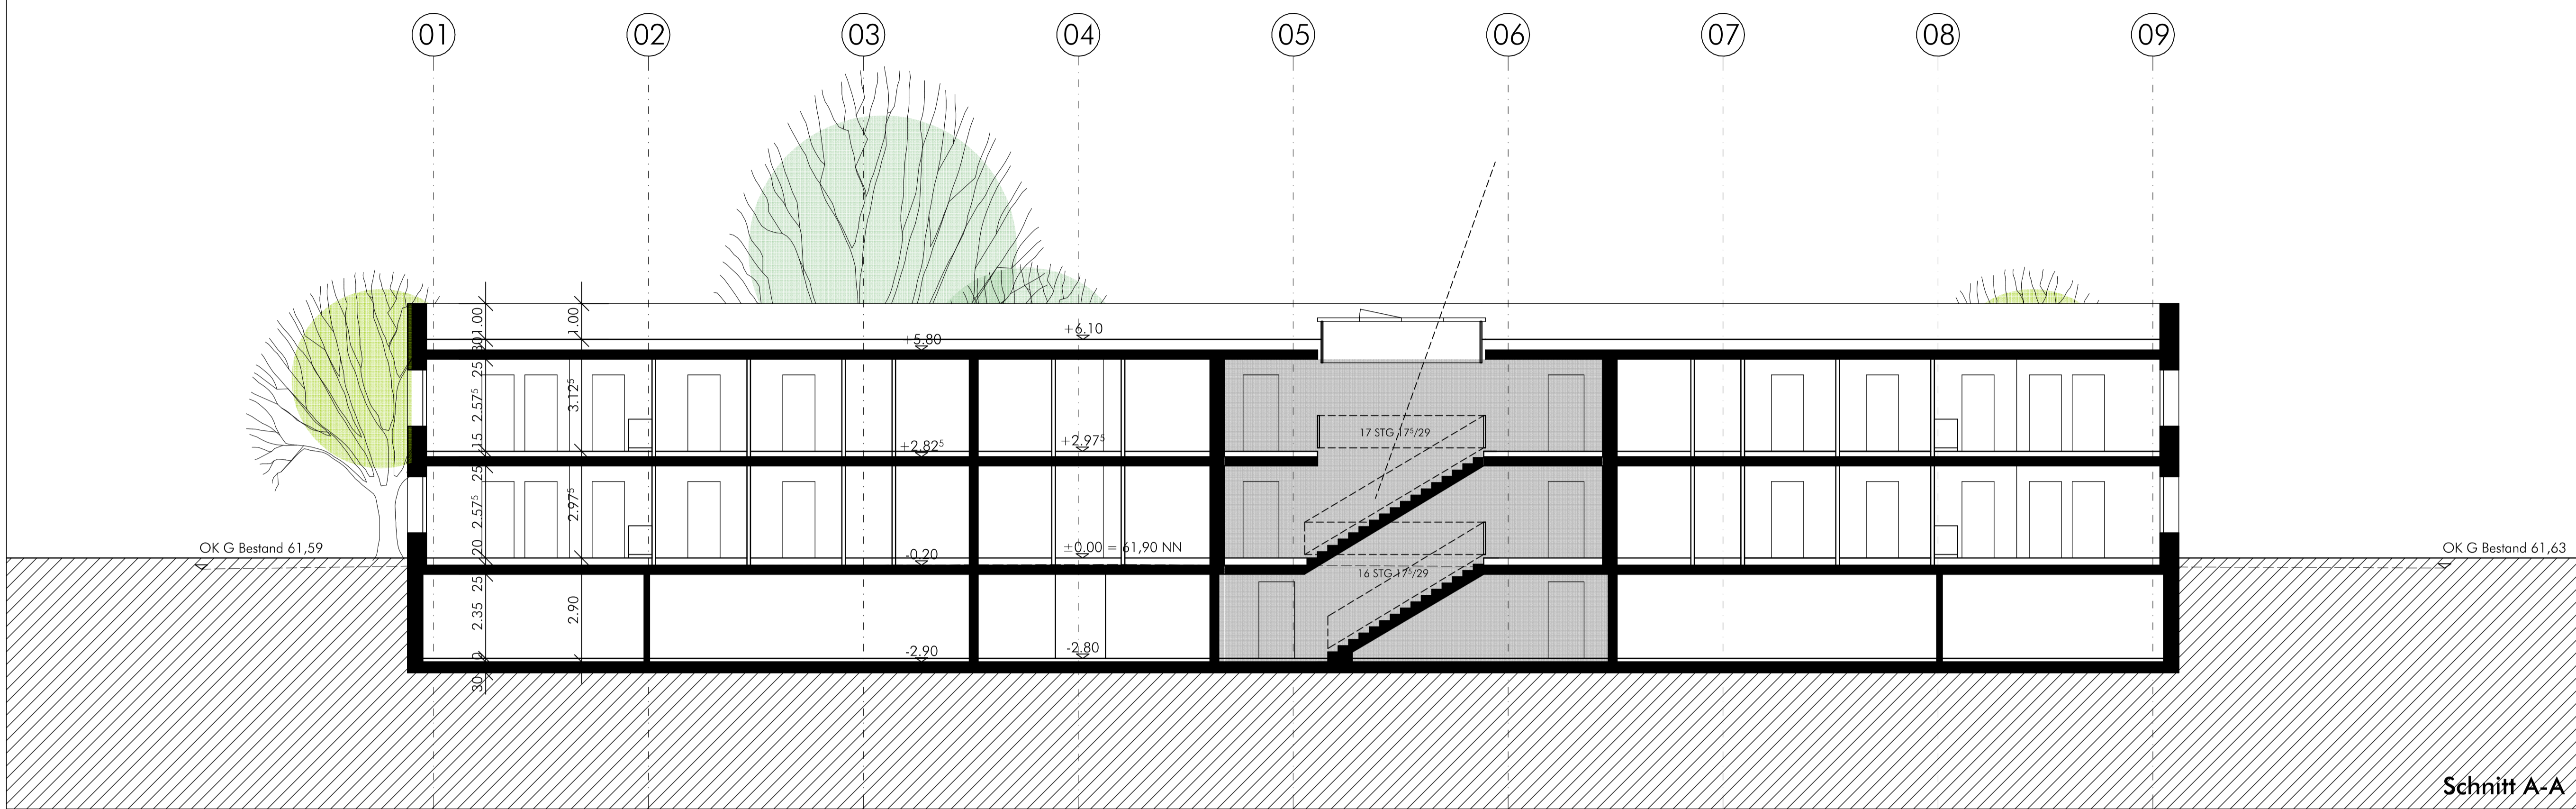 01 02 03 04 05 06 07 08 09
1.00 1.00
+5.80 +6.10
30
25
2.57⁵ 3.12⁵
17 STG 17⁵/29
15 +2.82⁵ +2.97⁵
25
2.57⁵ 2.97⁵
OK G Bestand 61,59
20 -0.20 ±0.00 = 61,90 NN
OK G Bestand 61,63
16 STG 17⁵/29
25
2.35 2.90
-2.90 -2.80
30
Schnitt A-A